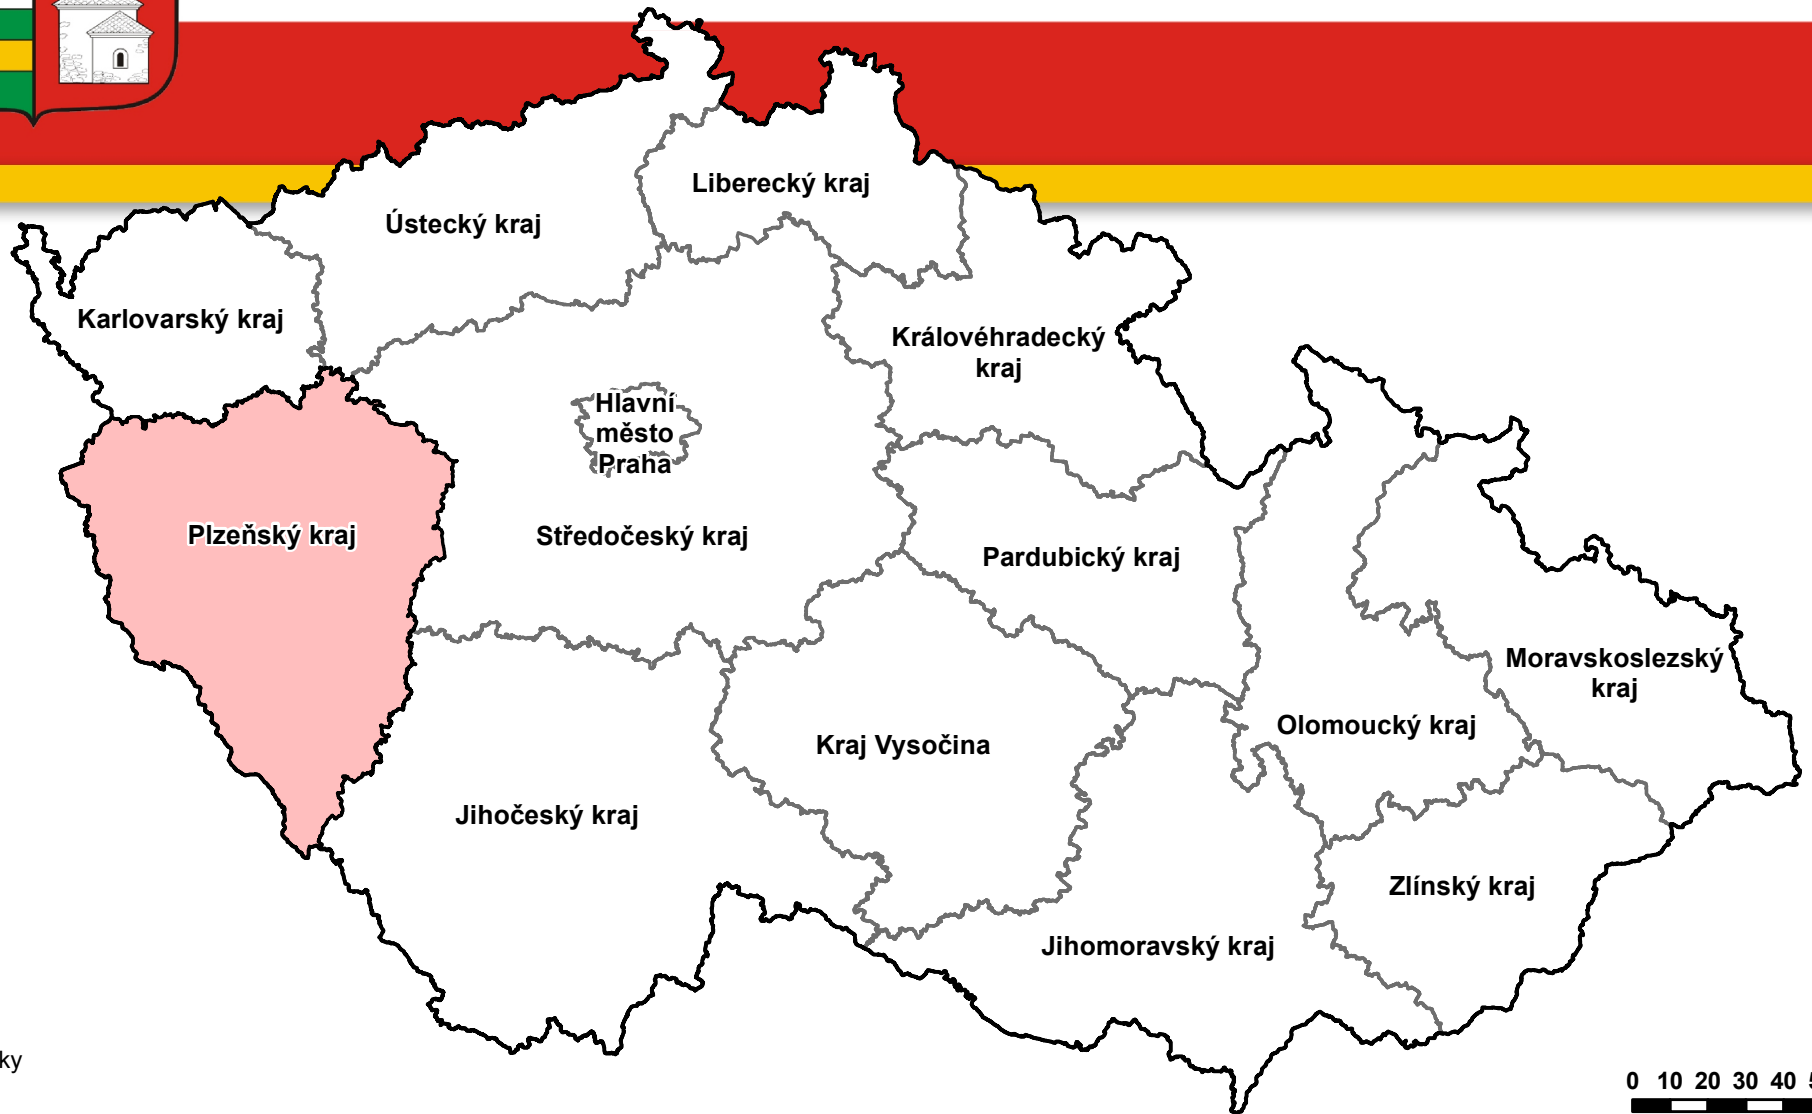 Liberecký kraj
Ústecký kraj
Karlovarský kraj
Královéhradecký
kraj
Hlavní
město
Praha
Plzeňský kraj
Středočeský kraj
Pardubický kraj
Moravskoslezský
kraj
Olomoucký kraj
Kraj Vysočina
Jihočeský kraj
Zlínský kraj
Jihomoravský kraj
ky
0 10 20 30 40